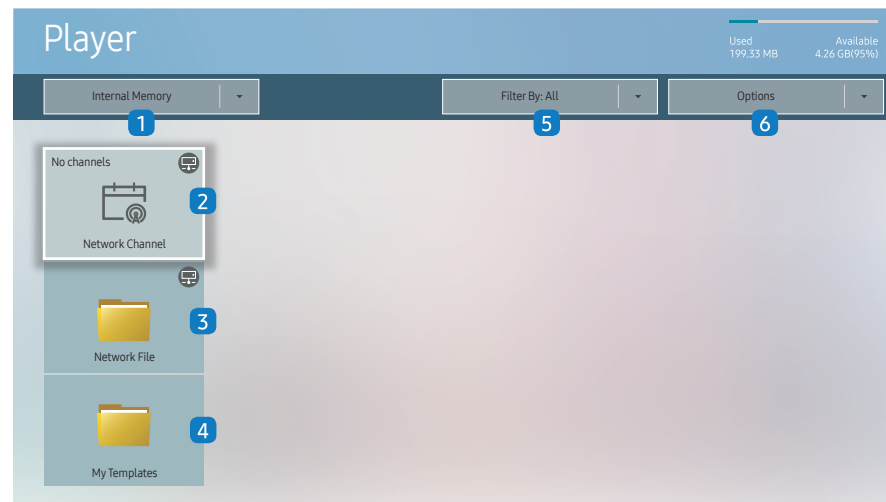 Player
Used Available
199.33 MB 4.26 GB(95%)
Internal Memory Filter By: All Options
1 5 6
No channels
2
Network Channel
3
Network File
4
My Templates